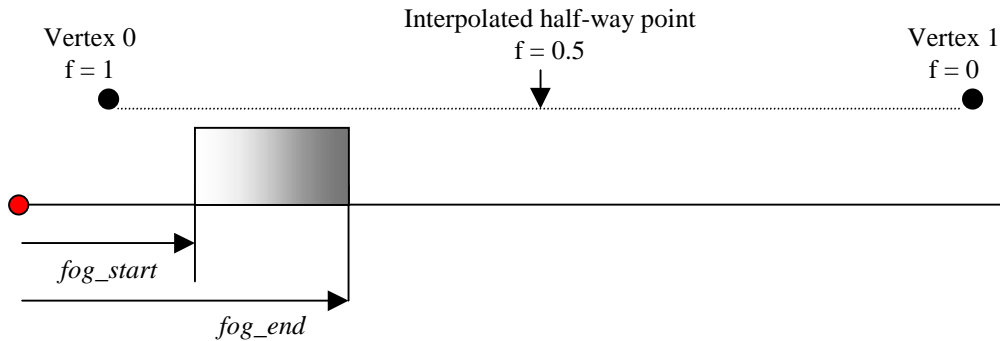 Interpolated half-way point
f = 0.5
Vertex 0
f = 1
Vertex 1
f = 0
fog_start
fog_end